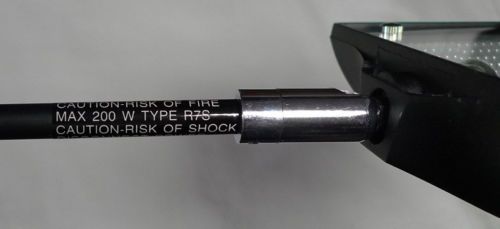 CAUTION-RISK OF FIRE
MAX 200 W TYPE R7S
CAUTION-RISK OF SHOCK